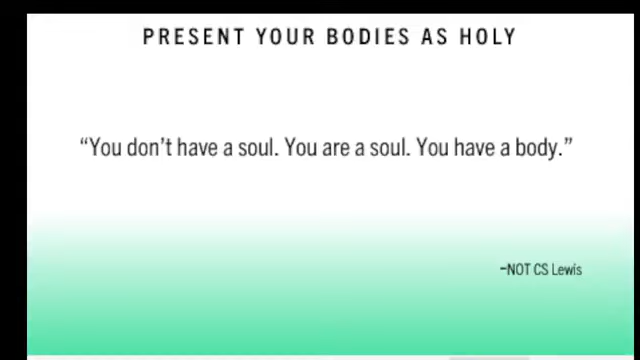 PRESENT YOUR BODIES AS HOLY
“You don’t have a soul. You are a soul. You have a body.”
–NOT CS Lewis